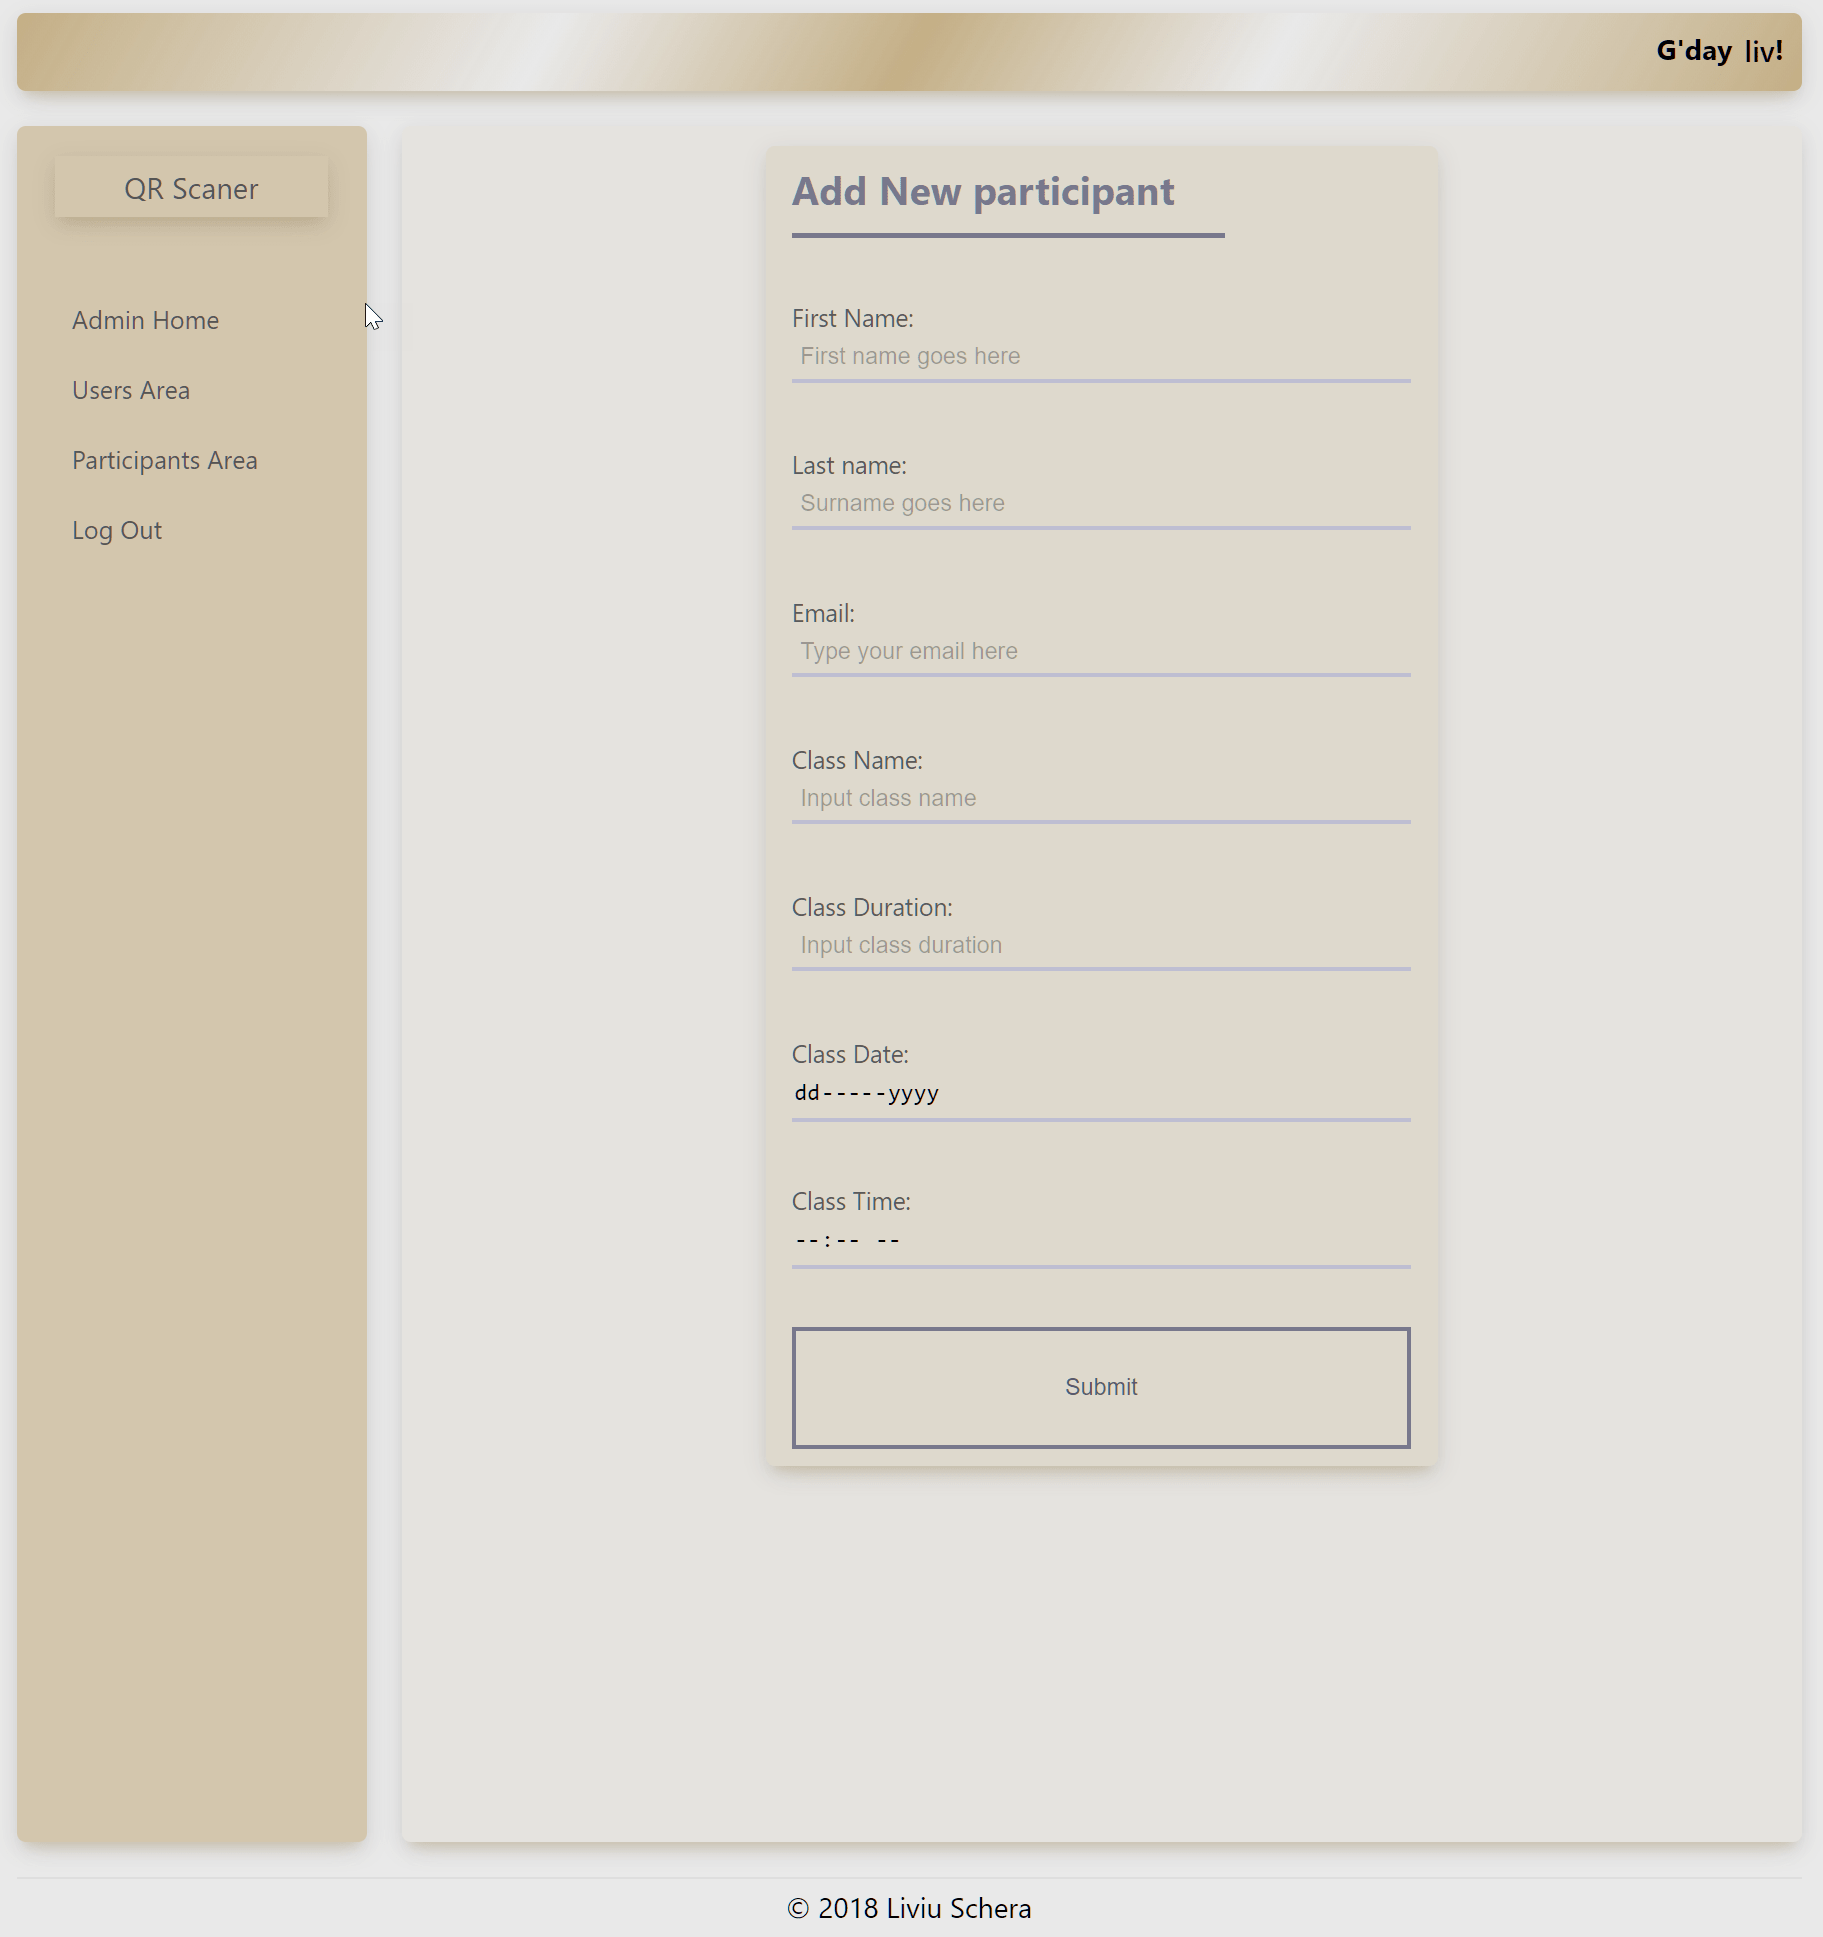 G'day liv!
QR Scaner
Admin Home
Users Area
Participants Area
Log Out
Add New participant
First Name:
First name goes here
Last name:
Surname goes here
Email:
Type your email here
Class Name:
Input class name
Class Duration:
Input class duration
Class Date:
dd-----yyyy
Class Time:
--:-- --
Submit
© 2018 Liviu Schera